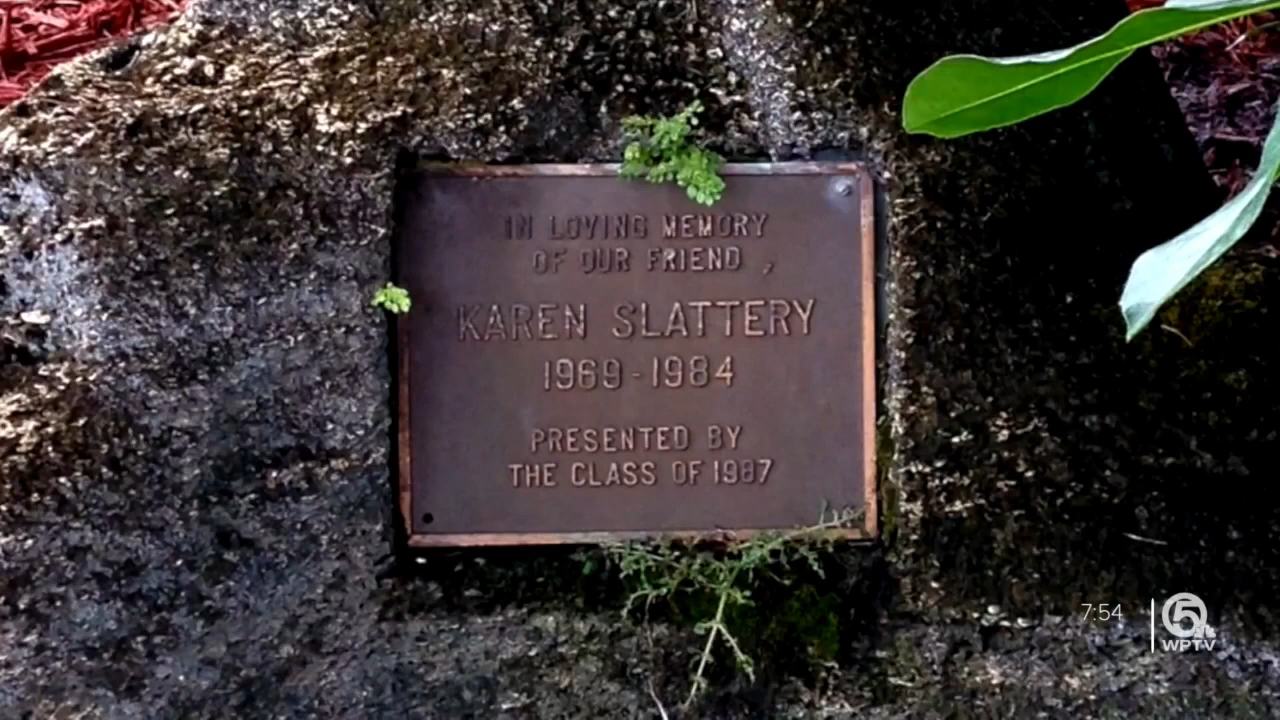 IN LOVING MEMORY
OF OUR FRIEND,
KAREN SLATTERY
1969-1984
PRESENTED BY
THE CLASS OF 1987
7:54
5
WPTV